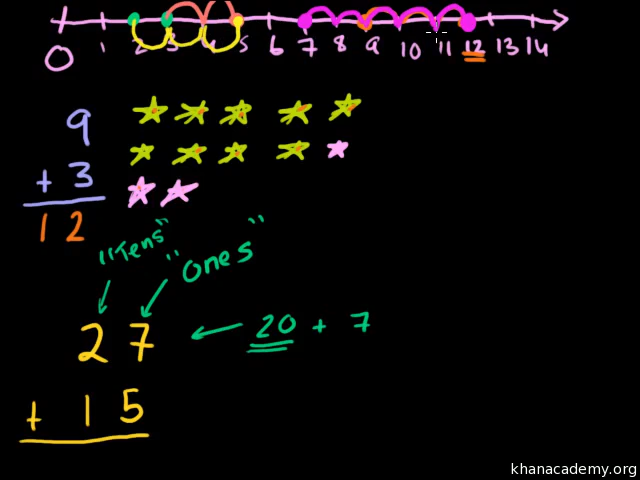 0 1 2 3 4 5 6 7 8 9 10 11 12 13 14
9
+ 3
12
"Tens" "ones"
27 20 + 7
+ 15
khanacademy.org